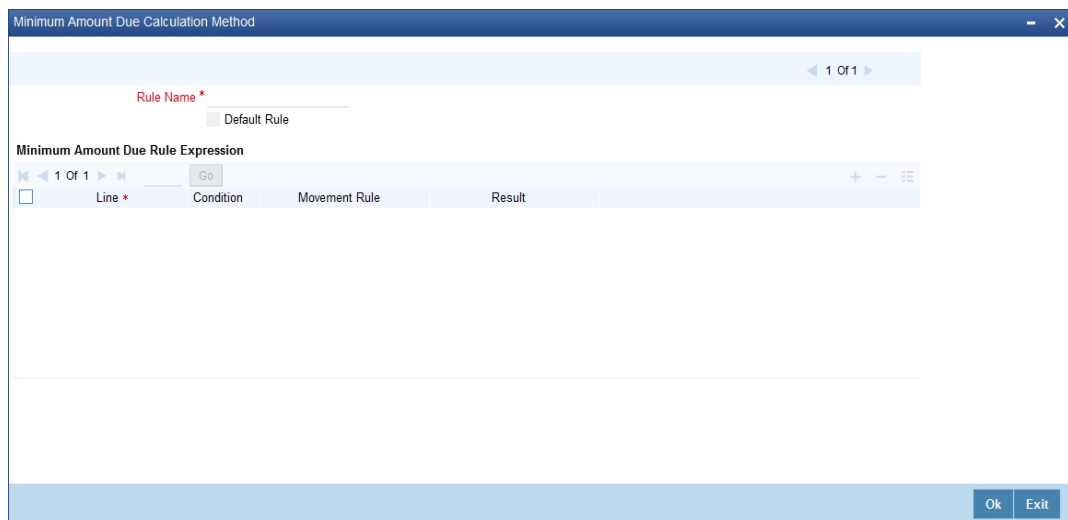 Minimum Amount Due Calculation Method
1 Of 1
Rule Name *
Default Rule
Minimum Amount Due Rule Expression
1 Of 1 Go
Line * Condition Movement Rule Result
Ok Exit